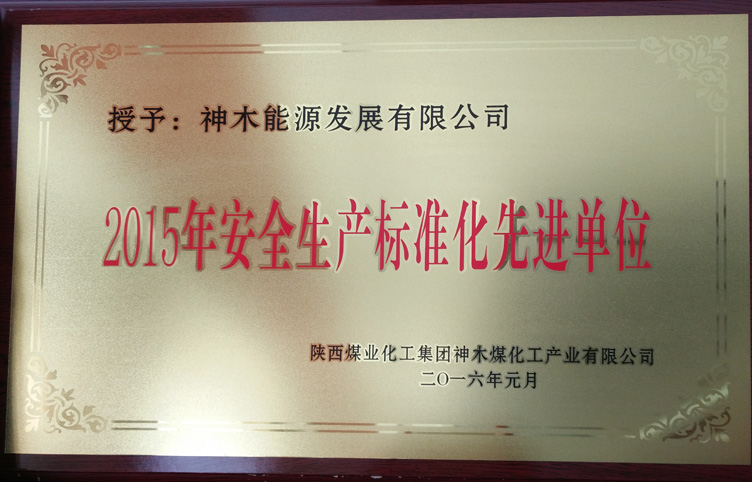 授予：神木能源发展有限公司
2015年安全生产标准化先进单位
陕西煤业化工集团神木煤化工产业有限公司
二〇一六年元月